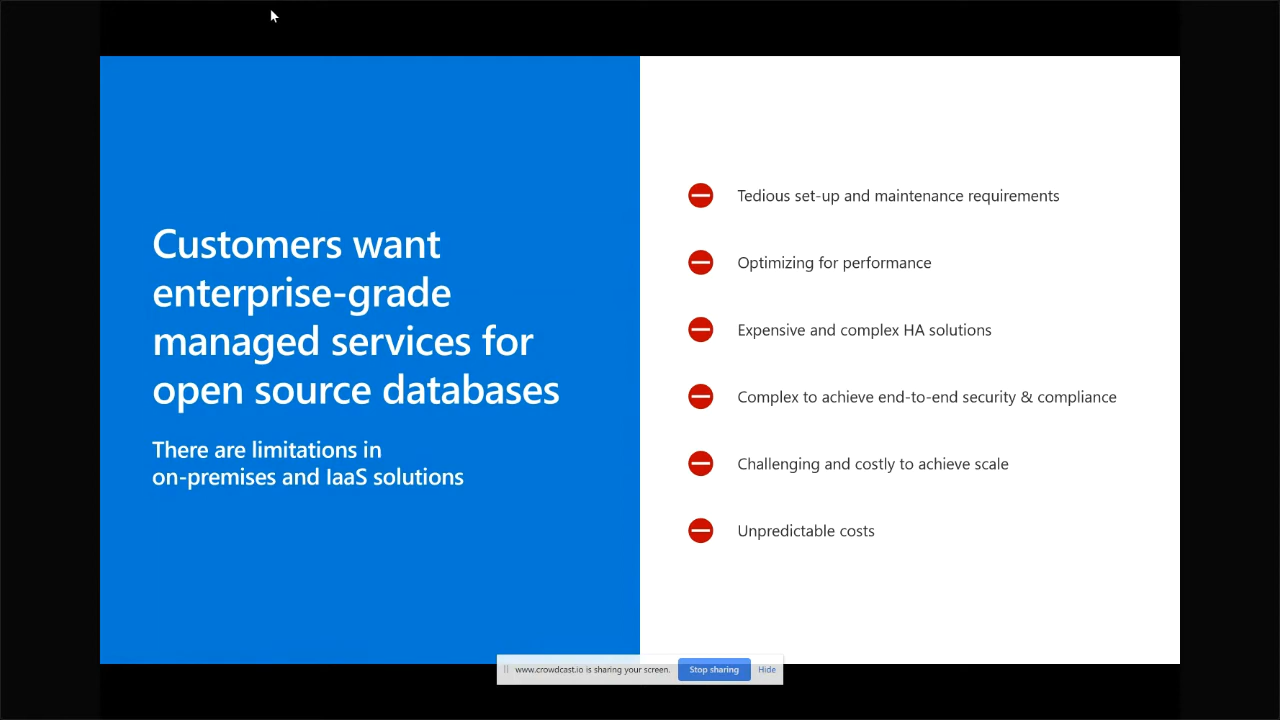 Customers want
enterprise-grade
managed services for
open source databases
There are limitations in
on-premises and IaaS solutions
Tedious set-up and maintenance requirements
Optimizing for performance
Expensive and complex HA solutions
Complex to achieve end-to-end security & compliance
Challenging and costly to achieve scale
Unpredictable costs
www.crowdcast.io is sharing your screen. Stop sharing Hide